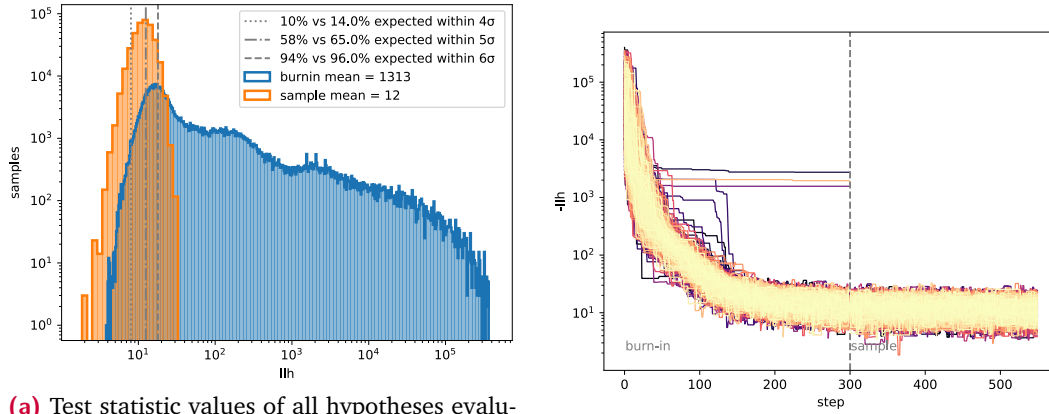 10% vs 14.0% expected within 4σ
58% vs 65.0% expected within 5σ
94% vs 96.0% expected within 6σ
burnin mean = 1313
sample mean = 12
samples
10⁵
10⁴
10³
10²
10¹
10⁰
10¹ 10² 10³ 10⁴ 10⁵
llh
(a) Test statistic values of all hypotheses evalu-
-llh
10⁵
10⁴
10³
10²
10¹
burn-in
sample
0 100 200 300 400 500
step